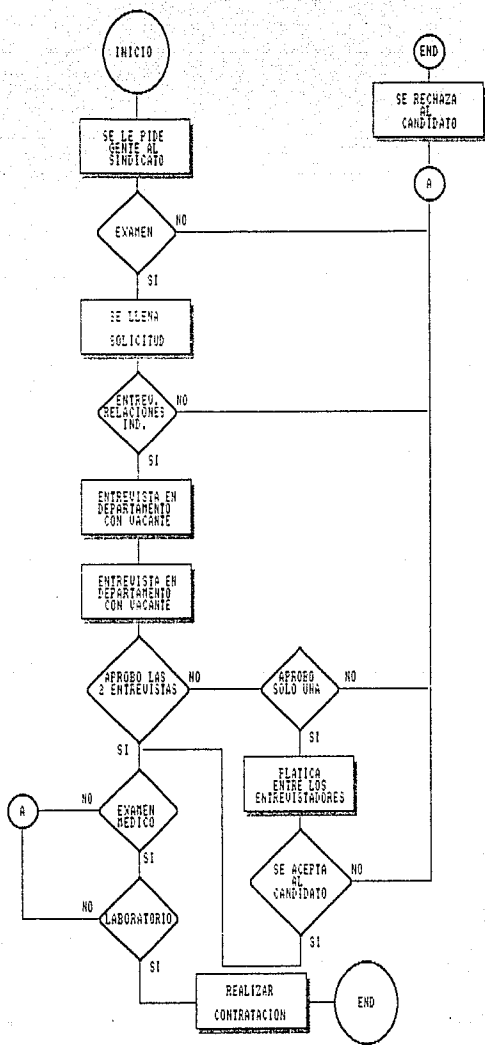 INICIO
END
SE RECHAZA
AL
CANDIDATO
A
SE LE PIDE
GENTE AL
SINDICATO
EXAMEN
NO
SI
SE LLENA
SOLICITUD
ENTREV.
RELACIONES
IND.
NO
SI
ENTREVISTA EN
DEPARTAMENTO
CON VACANTE
ENTREVISTA EN
DEPARTAMENTO
CON VACANTE
APROBO LAS
2 ENTREVISTAS
NO
SI
APROBO
SOLO UNA
NO
SI
PLATICA
ENTRE LOS
ENTREVISTADORES
A
NO
EXAMEN
MEDICO
SI
SE ACEPTA
AL
CANDIDATO
NO
SI
NO
LABORATORIO
SI
REALIZAR
CONTRATACION
END